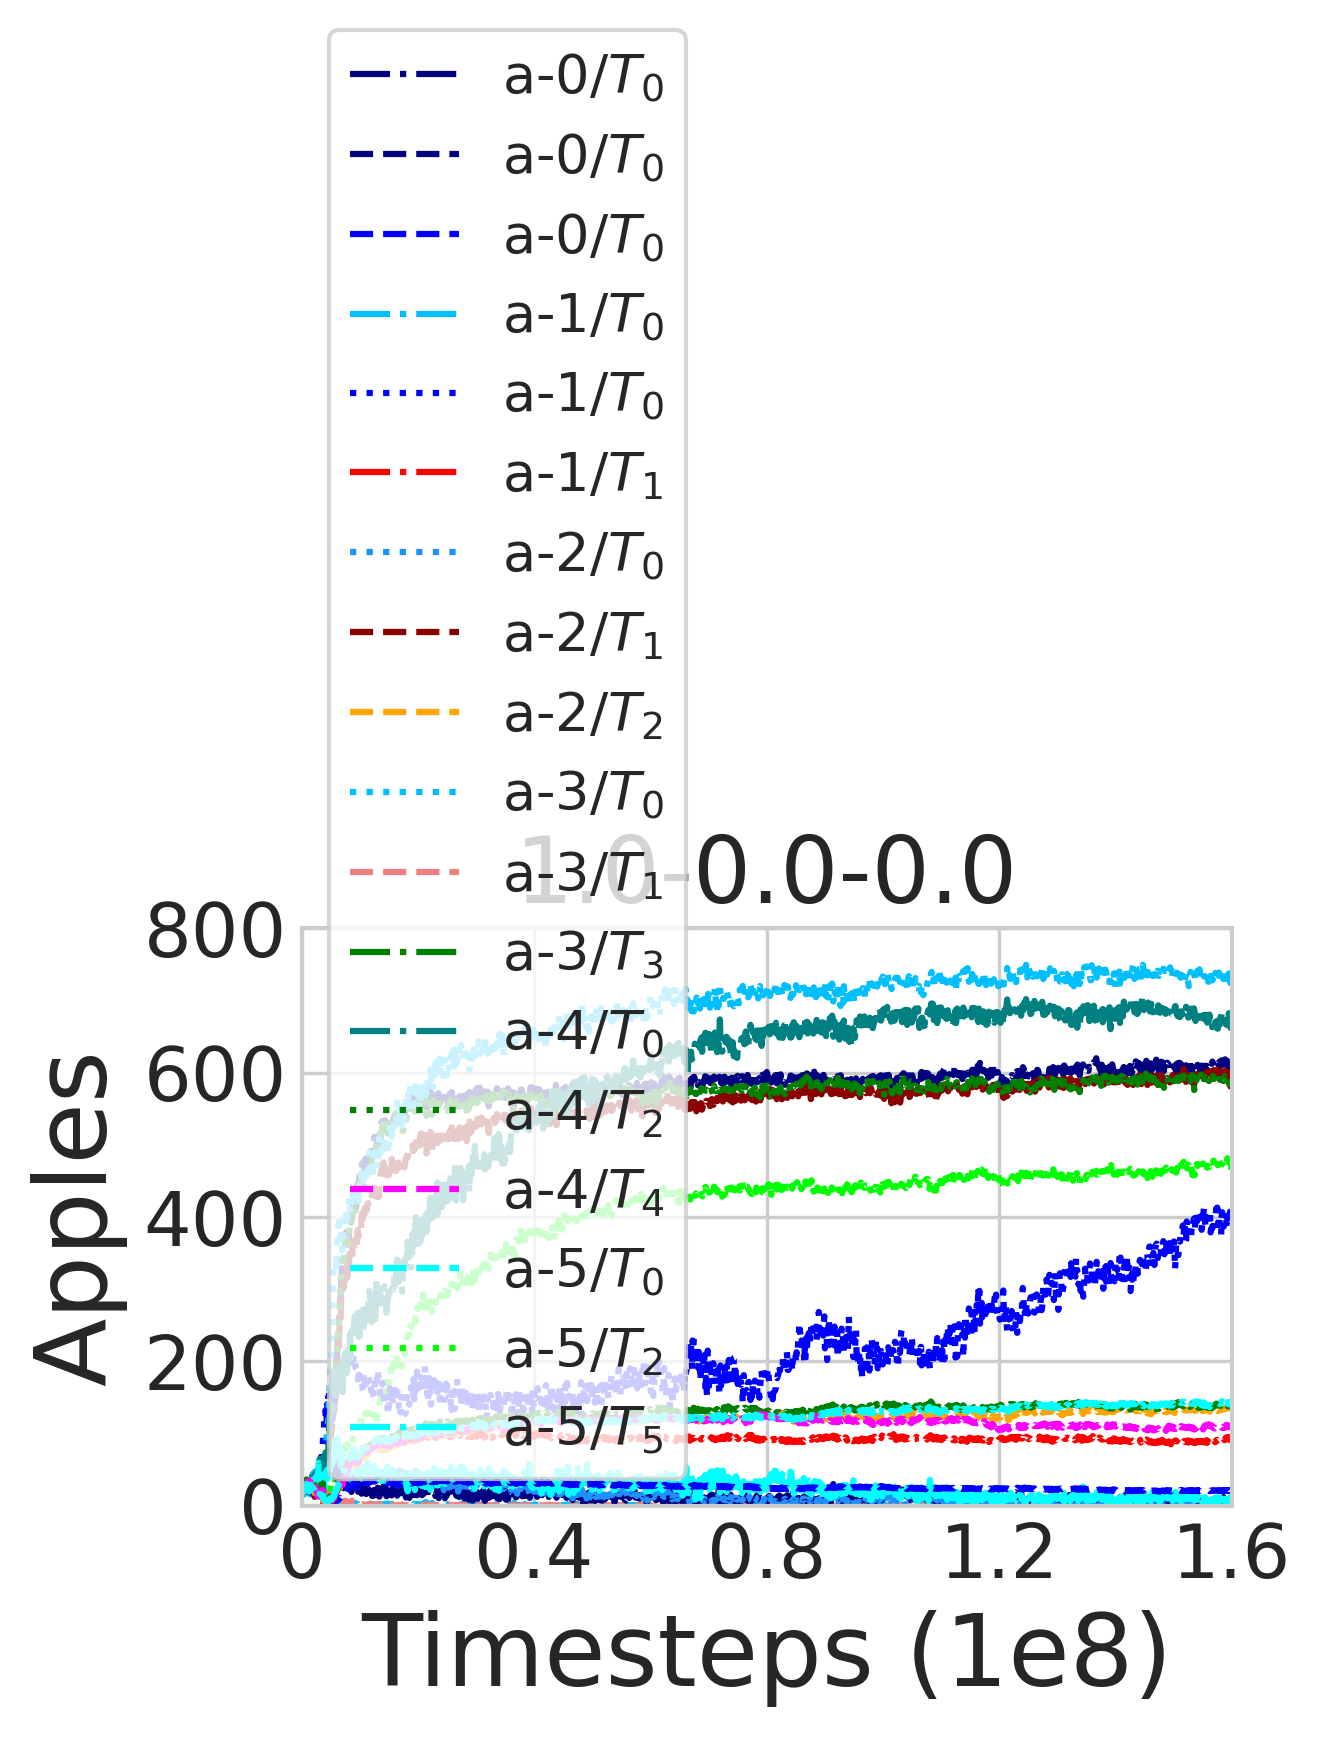 a-0/T₀
a-0/T₀
a-0/T₀
a-1/T₀
a-1/T₀
a-1/T₁
a-2/T₀
a-2/T₁
a-2/T₂
a-3/T₀
a-3/T₁
a-3/T₃
a-4/T₀
a-4/T₂
a-4/T₄
a-5/T₀
a-5/T₂
a-5/T₅
1.0-0.0-0.0
800
600
400
200
0
Apples
0 0.4 0.8 1.2 1.6
Timesteps (1e8)